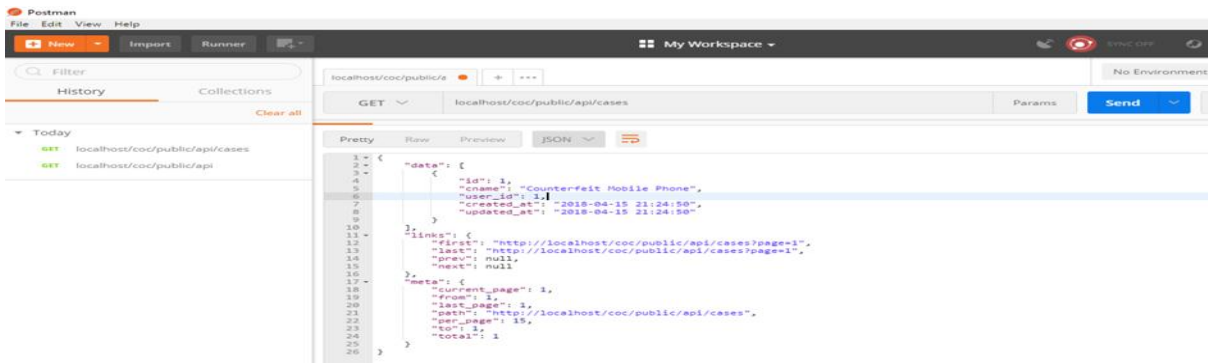 Postman
File Edit View Help
New Import Runner My Workspace SYNC OFF
Filter
History Collections
Clear all
Today
GET localhost/coc/public/api/cases
GET localhost/coc/public/api
localhost/coc/public/a + ...
No Environment
GET localhost/coc/public/api/cases Params Send
Pretty Raw Preview JSON
1 {
2 "data": [
3 {
4 "id": 1,
5 "cname": "Counterfeit Mobile Phone",
6 "user_id": 1,
7 "created_at": "2018-04-15 21:24:50",
8 "updated_at": "2018-04-15 21:24:50"
9 }
10 ],
11 "links": {
12 "first": "http://localhost/coc/public/api/cases?page=1",
13 "last": "http://localhost/coc/public/api/cases?page=1",
14 "prev": null,
15 "next": null
16 },
17 "meta": {
18 "current_page": 1,
19 "from": 1,
20 "last_page": 1,
21 "path": "http://localhost/coc/public/api/cases",
22 "per_page": 15,
23 "to": 1,
24 "total": 1
25 }
26 }